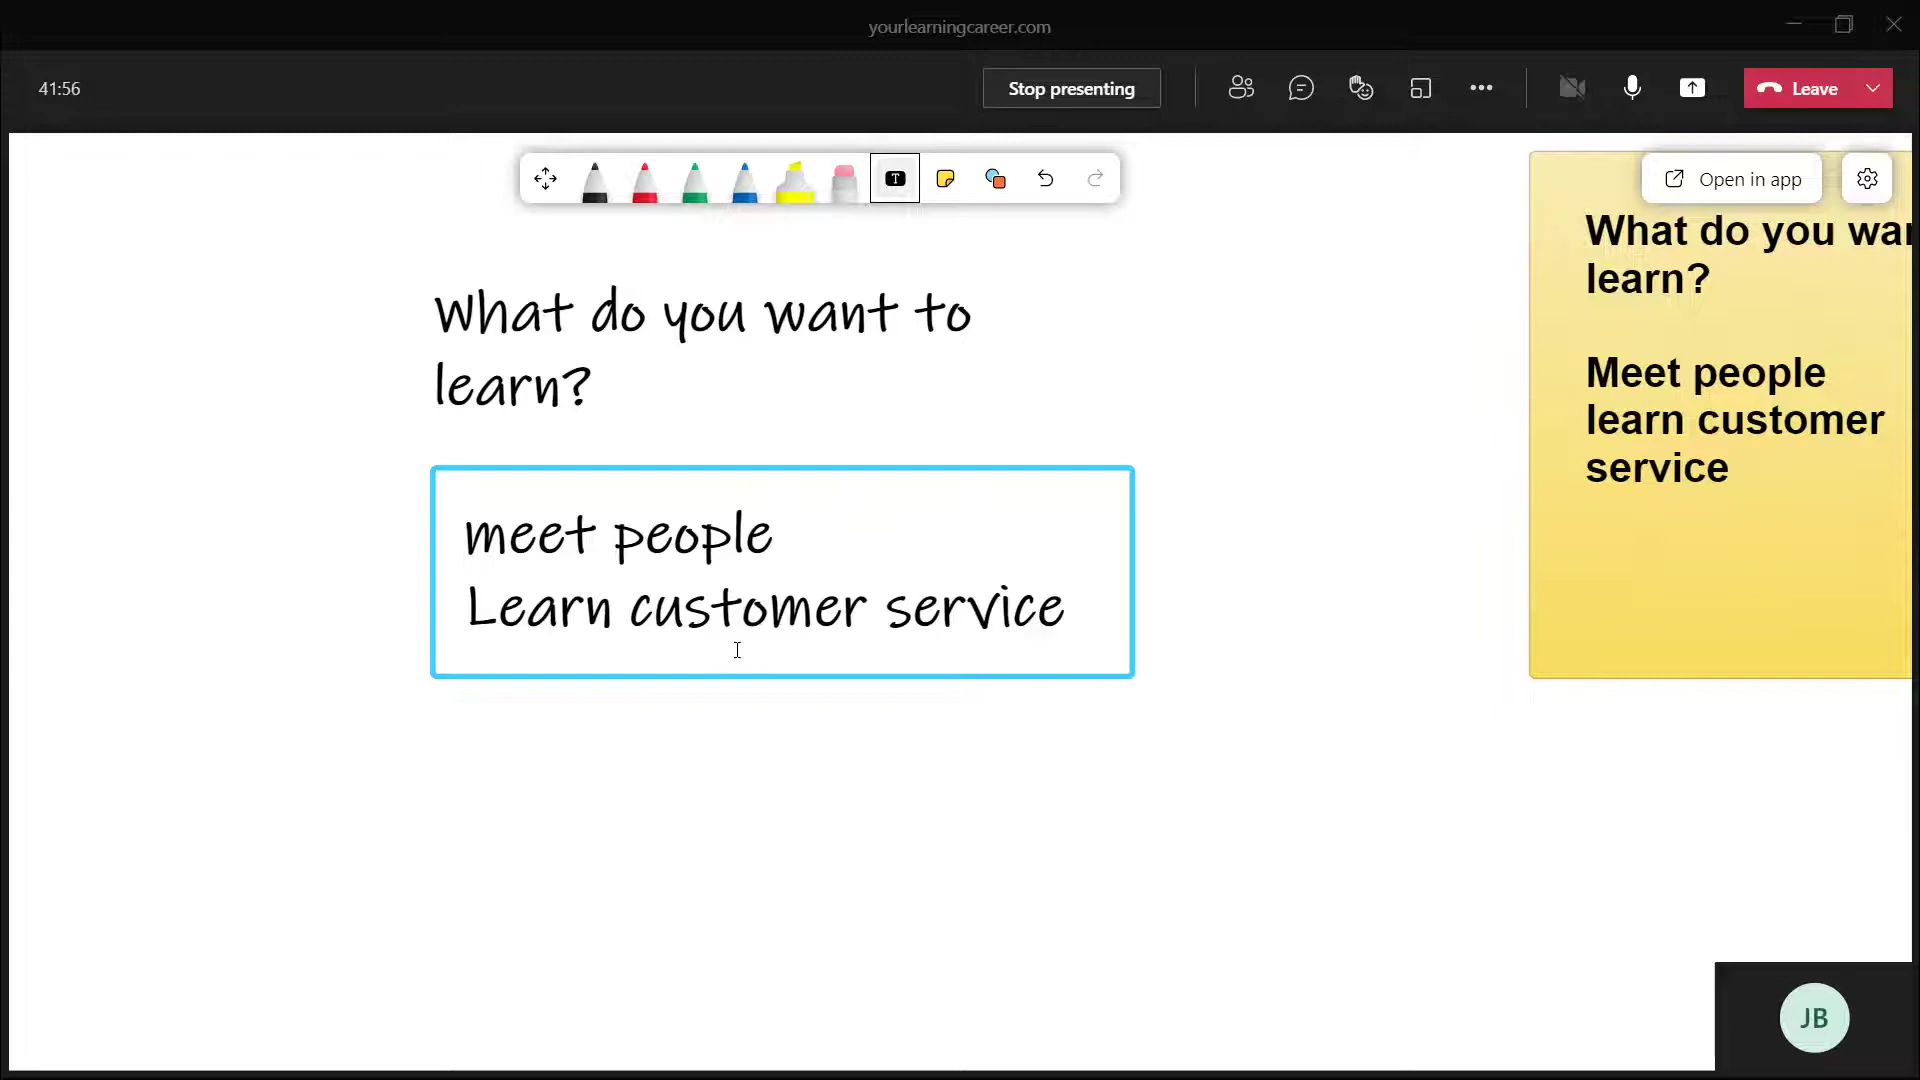 yourlearningcareer.com
41:56
Stop presenting
Leave
T
Open in app
What do you want to
learn?
meet people
Learn customer service
What do you wan
learn?
Meet people
learn customer
service
JB